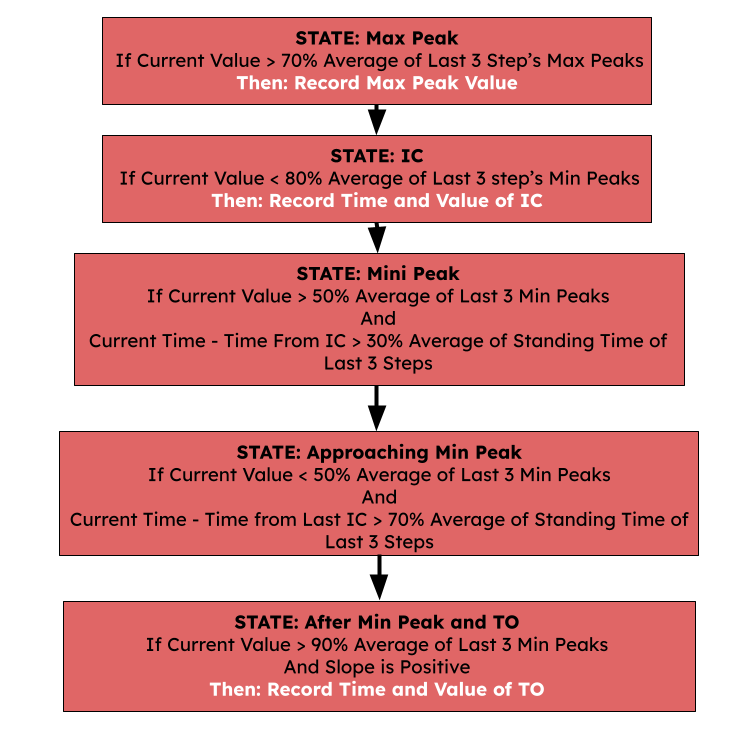 STATE: Max Peak
If Current Value > 70% Average of Last 3 Step’s Max Peaks
Then: Record Max Peak Value
STATE: IC
If Current Value < 80% Average of Last 3 step’s Min Peaks
Then: Record Time and Value of IC
STATE: Mini Peak
If Current Value > 50% Average of Last 3 Min Peaks
And
Current Time - Time From IC > 30% Average of Standing Time of
Last 3 Steps
STATE: Approaching Min Peak
If Current Value < 50% Average of Last 3 Min Peaks
And
Current Time - Time from Last IC > 70% Average of Standing Time of
Last 3 Steps
STATE: After Min Peak and TO
If Current Value > 90% Average of Last 3 Min Peaks
And Slope is Positive
Then: Record Time and Value of TO